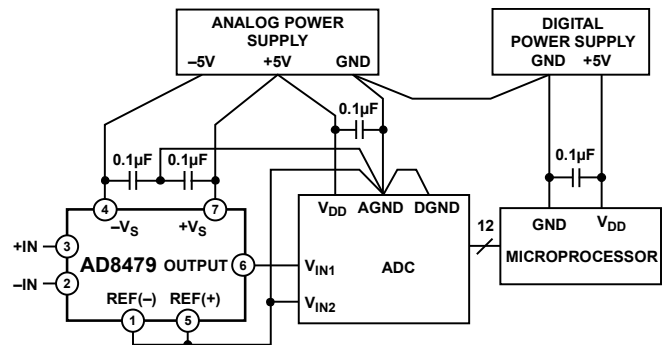 ANALOG POWER
SUPPLY
–5V +5V GND
DIGITAL
POWER SUPPLY
GND +5V
0.1µF
0.1µF 0.1µF
0.1µF
4 7
–VS +VS
VDD AGND DGND
GND VDD
MICROPROCESSOR
12
+IN 3
–IN 2
AD8479 OUTPUT 6
VIN1
ADC
VIN2
REF(–) REF(+)
1 5